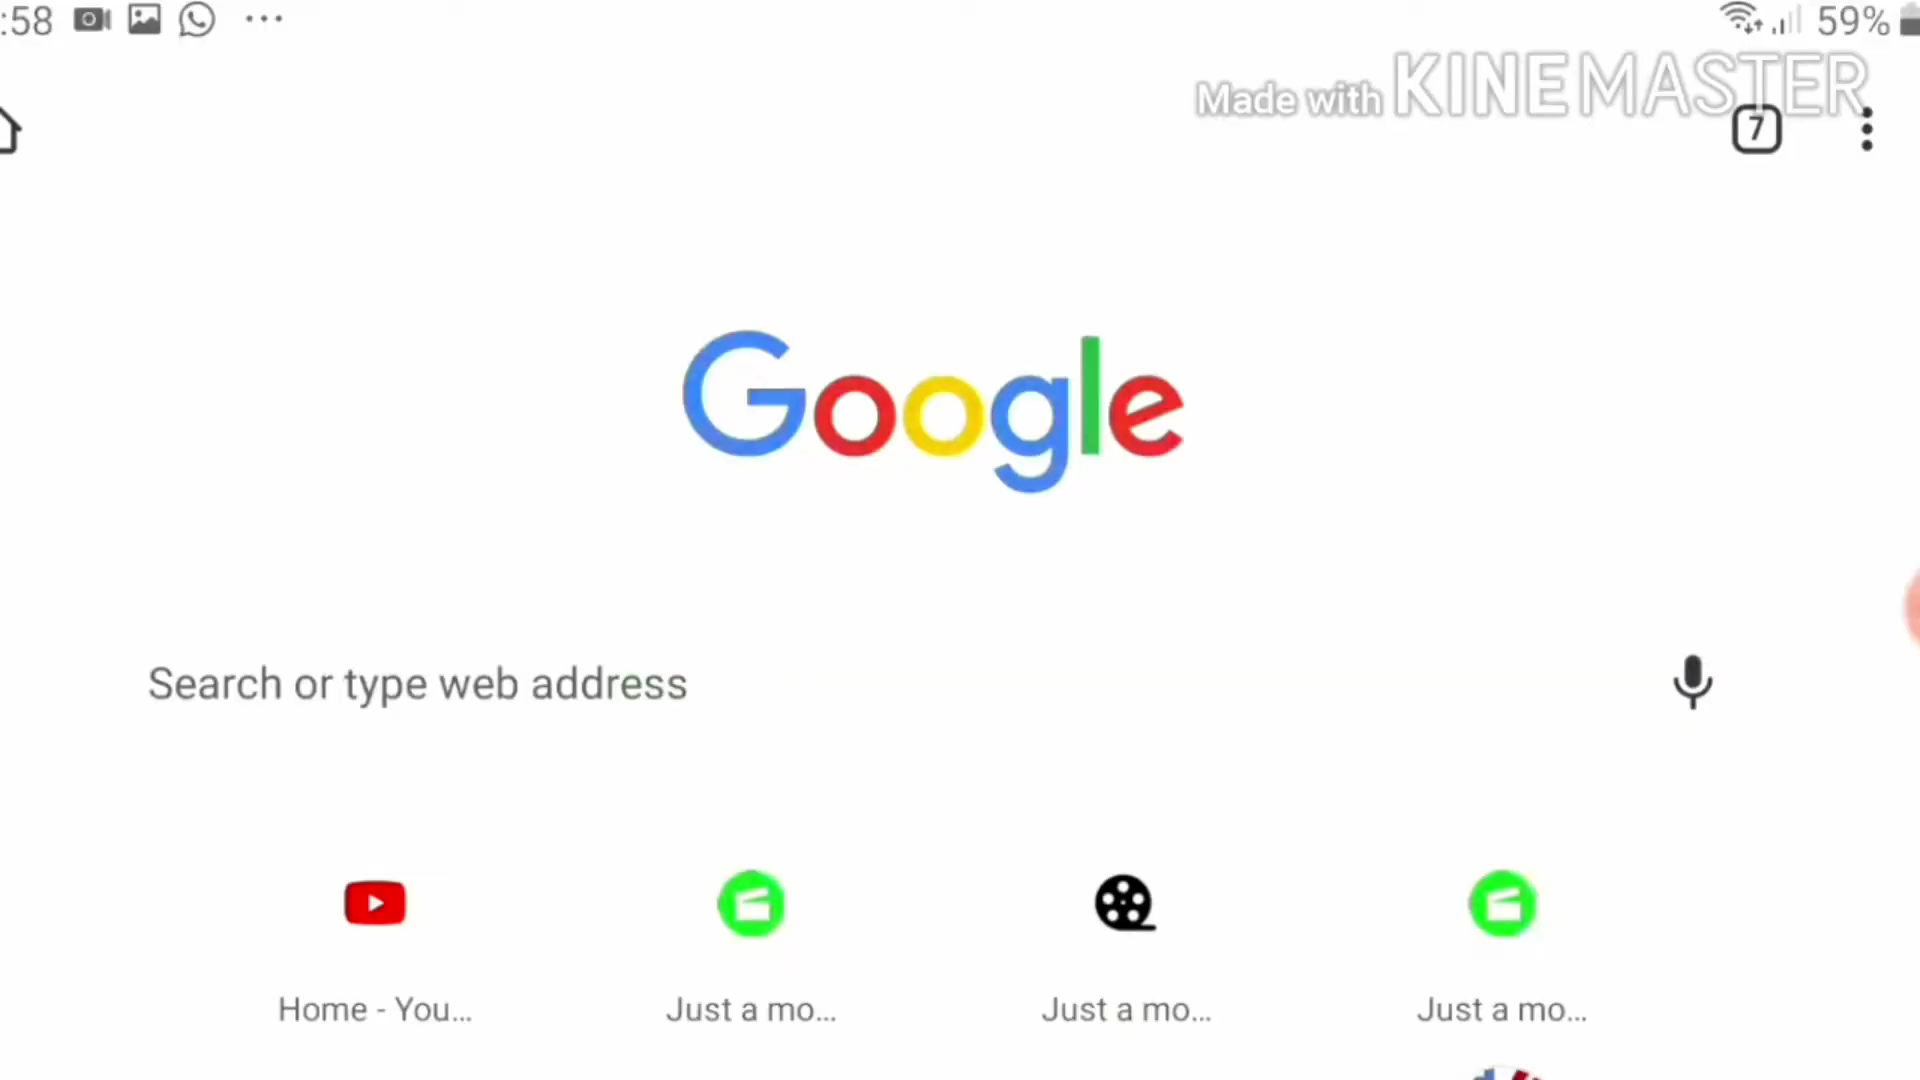 :58 59%
Made with KINEMASTER
7
Google
Search or type web address
Home - You... Just a mo... Just a mo... Just a mo...